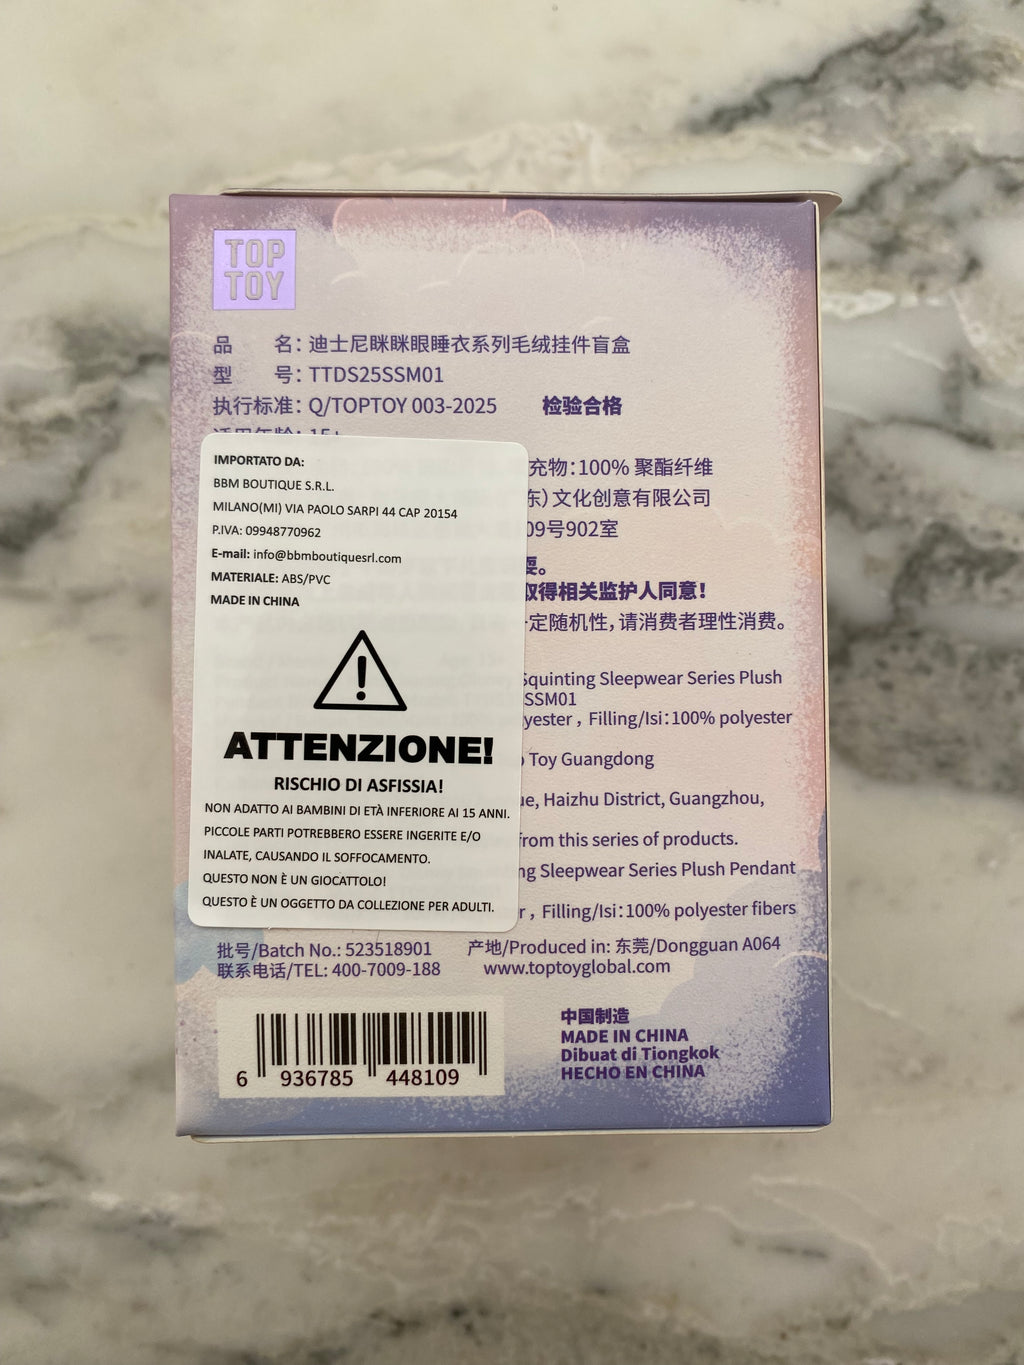 TOP
TOY
品 名：迪士尼眯眯眼睡衣系列毛绒挂件盲盒
型 号：TTDS25SSM01
执行标准：Q/TOPTOY 003-2025 检验合格
适用年龄：15+
充物：100% 聚酯纤维
东）文化创意有限公司
09号902室
耍。
取得相关监护人同意！
定随机性，请消费者理性消费。
IMPORTATO DA:
BBM BOUTIQUE S.R.L.
MILANO(MI) VIA PAOLO SARPI 44 CAP 20154
P.IVA: 09948770962
E-mail: info@bbmboutiquesrl.com
MATERIALE: ABS/PVC
MADE IN CHINA
ATTENZIONE!
RISCHIO DI ASFISSIA!
NON ADATTO AI BAMBINI DI ETÀ INFERIORE AI 15 ANNI.
PICCOLE PARTI POTREBBERO ESSERE INGERITE E/O
INALATE, CAUSANDO IL SOFFOCAMENTO.
QUESTO NON È UN GIOCATTOLO!
QUESTO È UN OGGETTO DA COLLEZIONE PER ADULTI.
Squinting Sleepwear Series Plush
SSM01
yester , Filling/Isi：100% polyester
Toy Guangdong
ue, Haizhu District, Guangzhou,
from this series of products.
ng Sleepwear Series Plush Pendant
r , Filling/Isi：100% polyester fibers
批号/Batch No.: 523518901 产地/Produced in: 东莞/Dongguan A064
联系电话/TEL: 400-7009-188 www.toptoyglobal.com
6 936785 448109
中国制造
MADE IN CHINA
Dibuat di Tiongkok
HECHO EN CHINA